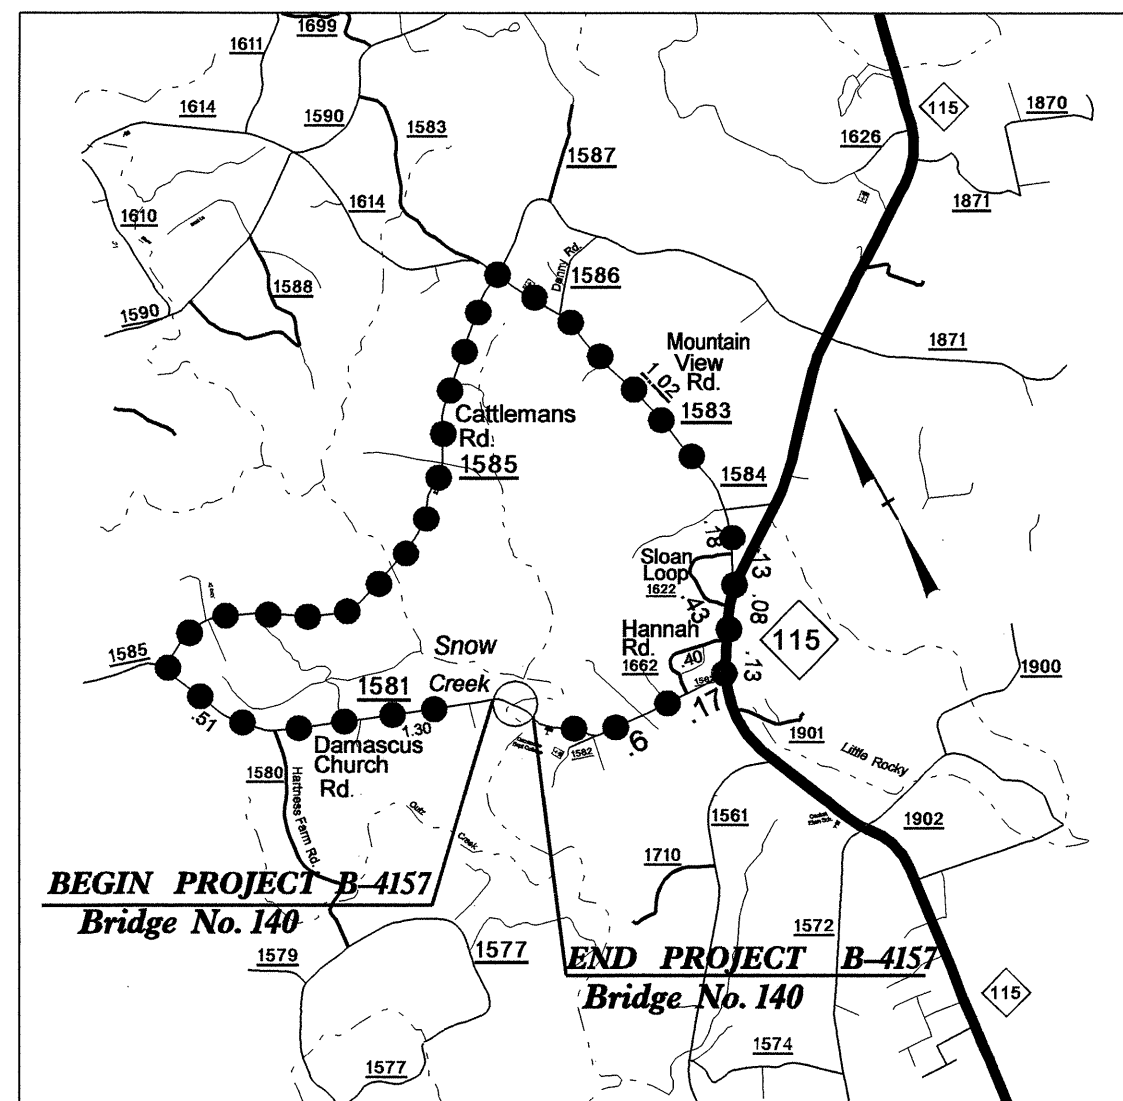 1699
1611
1614
1590
1583
115
1870
1626
1587
1614
1871
1610
Danny Rd.
1586
1588
1590
Mountain
View
Rd.
1871
1.02
1583
Cattlemans
Rd.
1585
1584
.18
Sloan
Loop
1622
.13
.43
.08
Hannah
Rd.
1662
.40
115
.13
1585
Snow
Creek
1581
1900
.51
1.30
.17
.6
1582
1901
Damascus
Church
Rd.
1580
Hartness Farm Rd.
Little Rocky
Creek
1561
1902
1710
BEGIN PROJECT B-4157
Bridge No. 140
1572
1579
1577
END PROJECT B-4157
Bridge No. 140
115
1574
1577